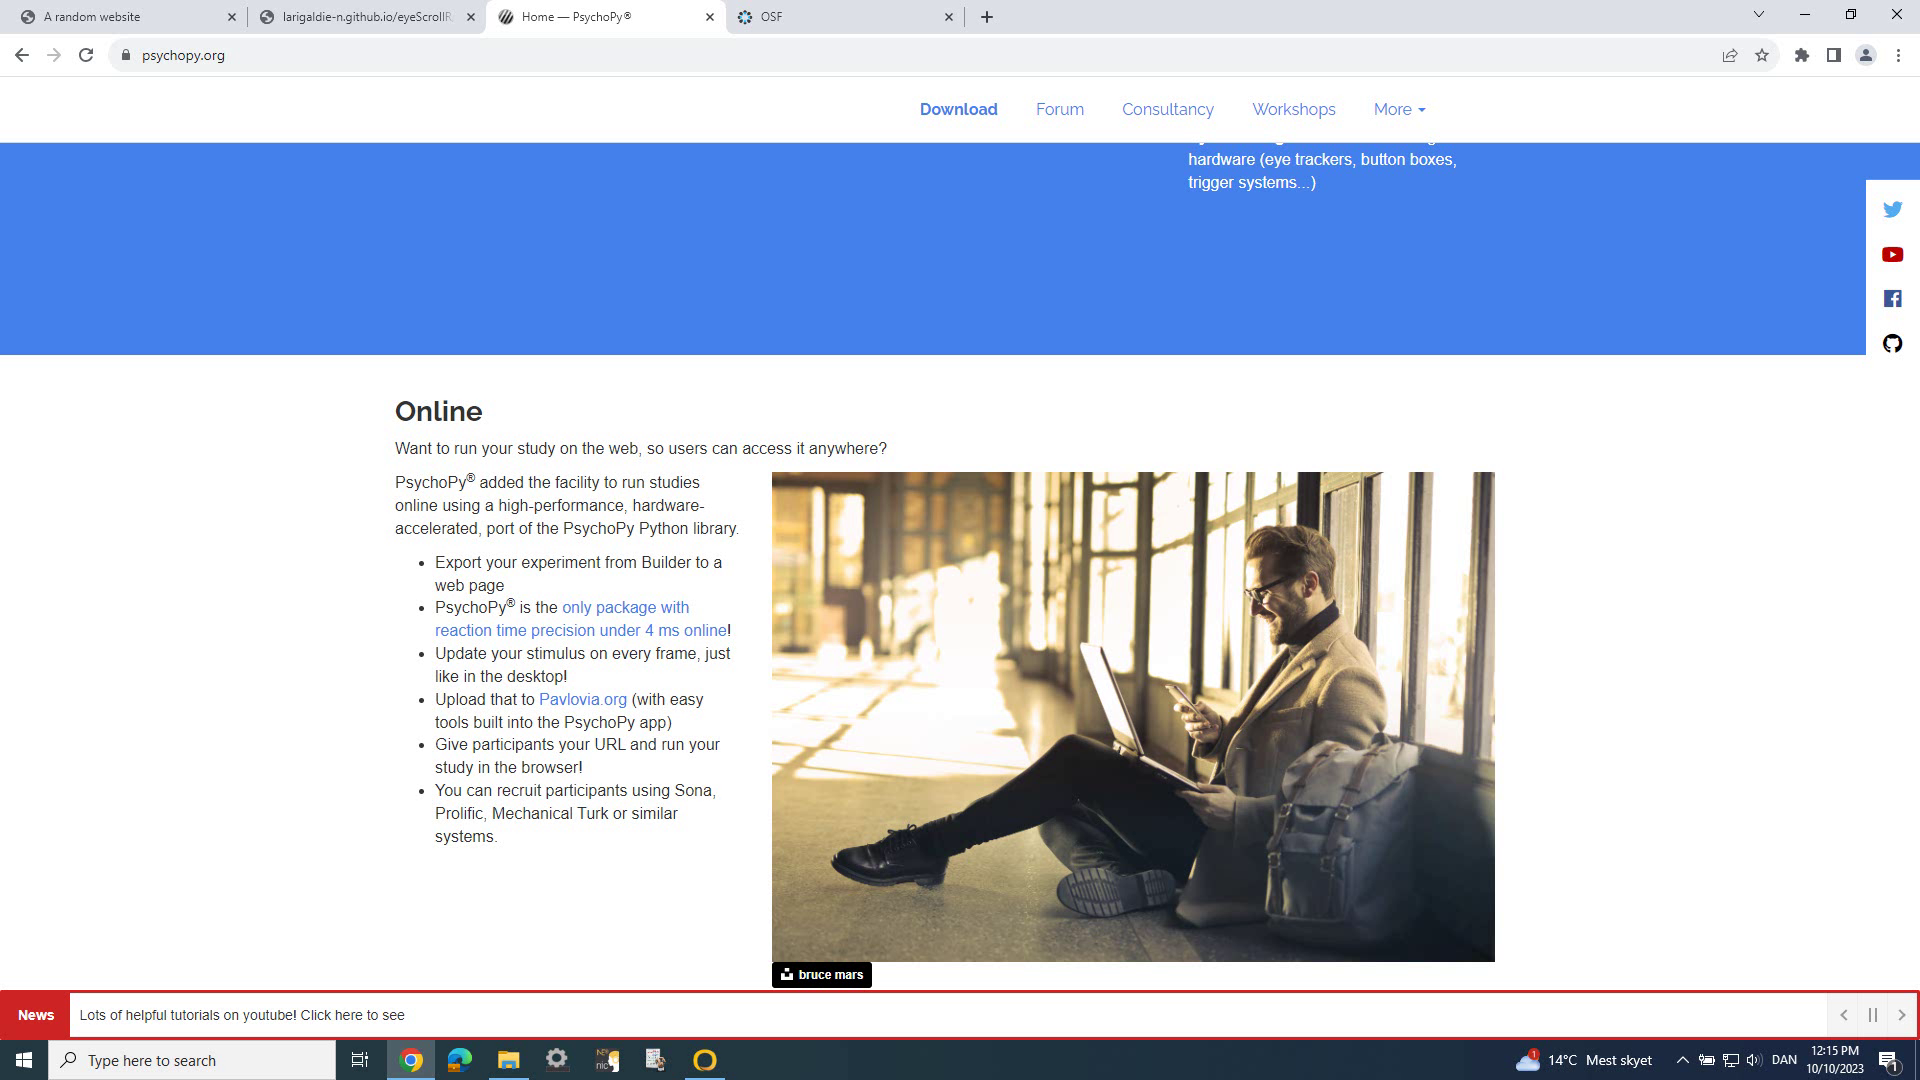 A random website
larigaldie-n.github.io/eyeScrollR
Home — PsychoPy®
OSF
psychopy.org
Download
Forum
Consultancy
Workshops
More
hardware (eye trackers, button boxes,
trigger systems...)
Online
Want to run your study on the web, so users can access it anywhere?
PsychoPy® added the facility to run studies
online using a high-performance, hardware-
accelerated, port of the PsychoPy Python library.
Export your experiment from Builder to a
web page
PsychoPy® is the only package with
reaction time precision under 4 ms online!
Update your stimulus on every frame, just
like in the desktop!
Upload that to Pavlovia.org (with easy
tools built into the PsychoPy app)
Give participants your URL and run your
study in the browser!
You can recruit participants using Sona,
Prolific, Mechanical Turk or similar
systems.
bruce mars
News
Lots of helpful tutorials on youtube! Click here to see
Type here to search
1
14°C Mest skyet
DAN
12:15 PM
10/10/2023
1